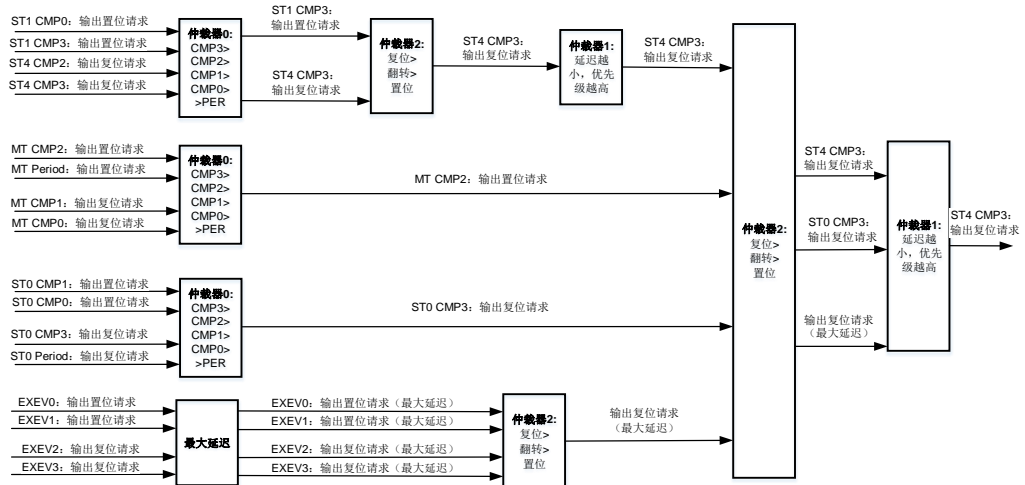 ST1 CMP0：输出置位请求
ST1 CMP3：输出置位请求
ST4 CMP2：输出复位请求
ST4 CMP3：输出复位请求
仲裁器0:
CMP3>
CMP2>
CMP1>
CMP0>
>PER
ST1 CMP3：
输出置位请求
ST4 CMP3：
输出复位请求
仲裁器2:
复位>
翻转>
置位
ST4 CMP3：
输出复位请求
仲裁器1:
延迟越
小，优先
级越高
ST4 CMP3：
输出复位请求
MT CMP2：输出置位请求
MT Period：输出置位请求
MT CMP1：输出复位请求
MT CMP0：输出复位请求
仲裁器0:
CMP3>
CMP2>
CMP1>
CMP0>
>PER
MT CMP2：输出置位请求
ST0 CMP1：输出置位请求
ST0 CMP0：输出置位请求
ST0 CMP3：输出复位请求
ST0 Period：输出复位请求
仲裁器0:
CMP3>
CMP2>
CMP1>
CMP0>
>PER
ST0 CMP3：输出复位请求
EXEV0：输出置位请求
EXEV1：输出置位请求
EXEV2：输出复位请求
EXEV3：输出复位请求
最大延迟
EXEV0：输出置位请求（最大延迟）
EXEV1：输出置位请求（最大延迟）
EXEV2：输出复位请求（最大延迟）
EXEV3：输出复位请求（最大延迟）
仲裁器2:
复位>
翻转>
置位
输出复位请求
（最大延迟）
仲裁器2:
复位>
翻转>
置位
ST4 CMP3：
输出复位请求
ST0 CMP3：
输出复位请求
输出复位请求
（最大延迟）
仲裁器1:
延迟越
小，优先
级越高
ST4 CMP3：
输出复位请求